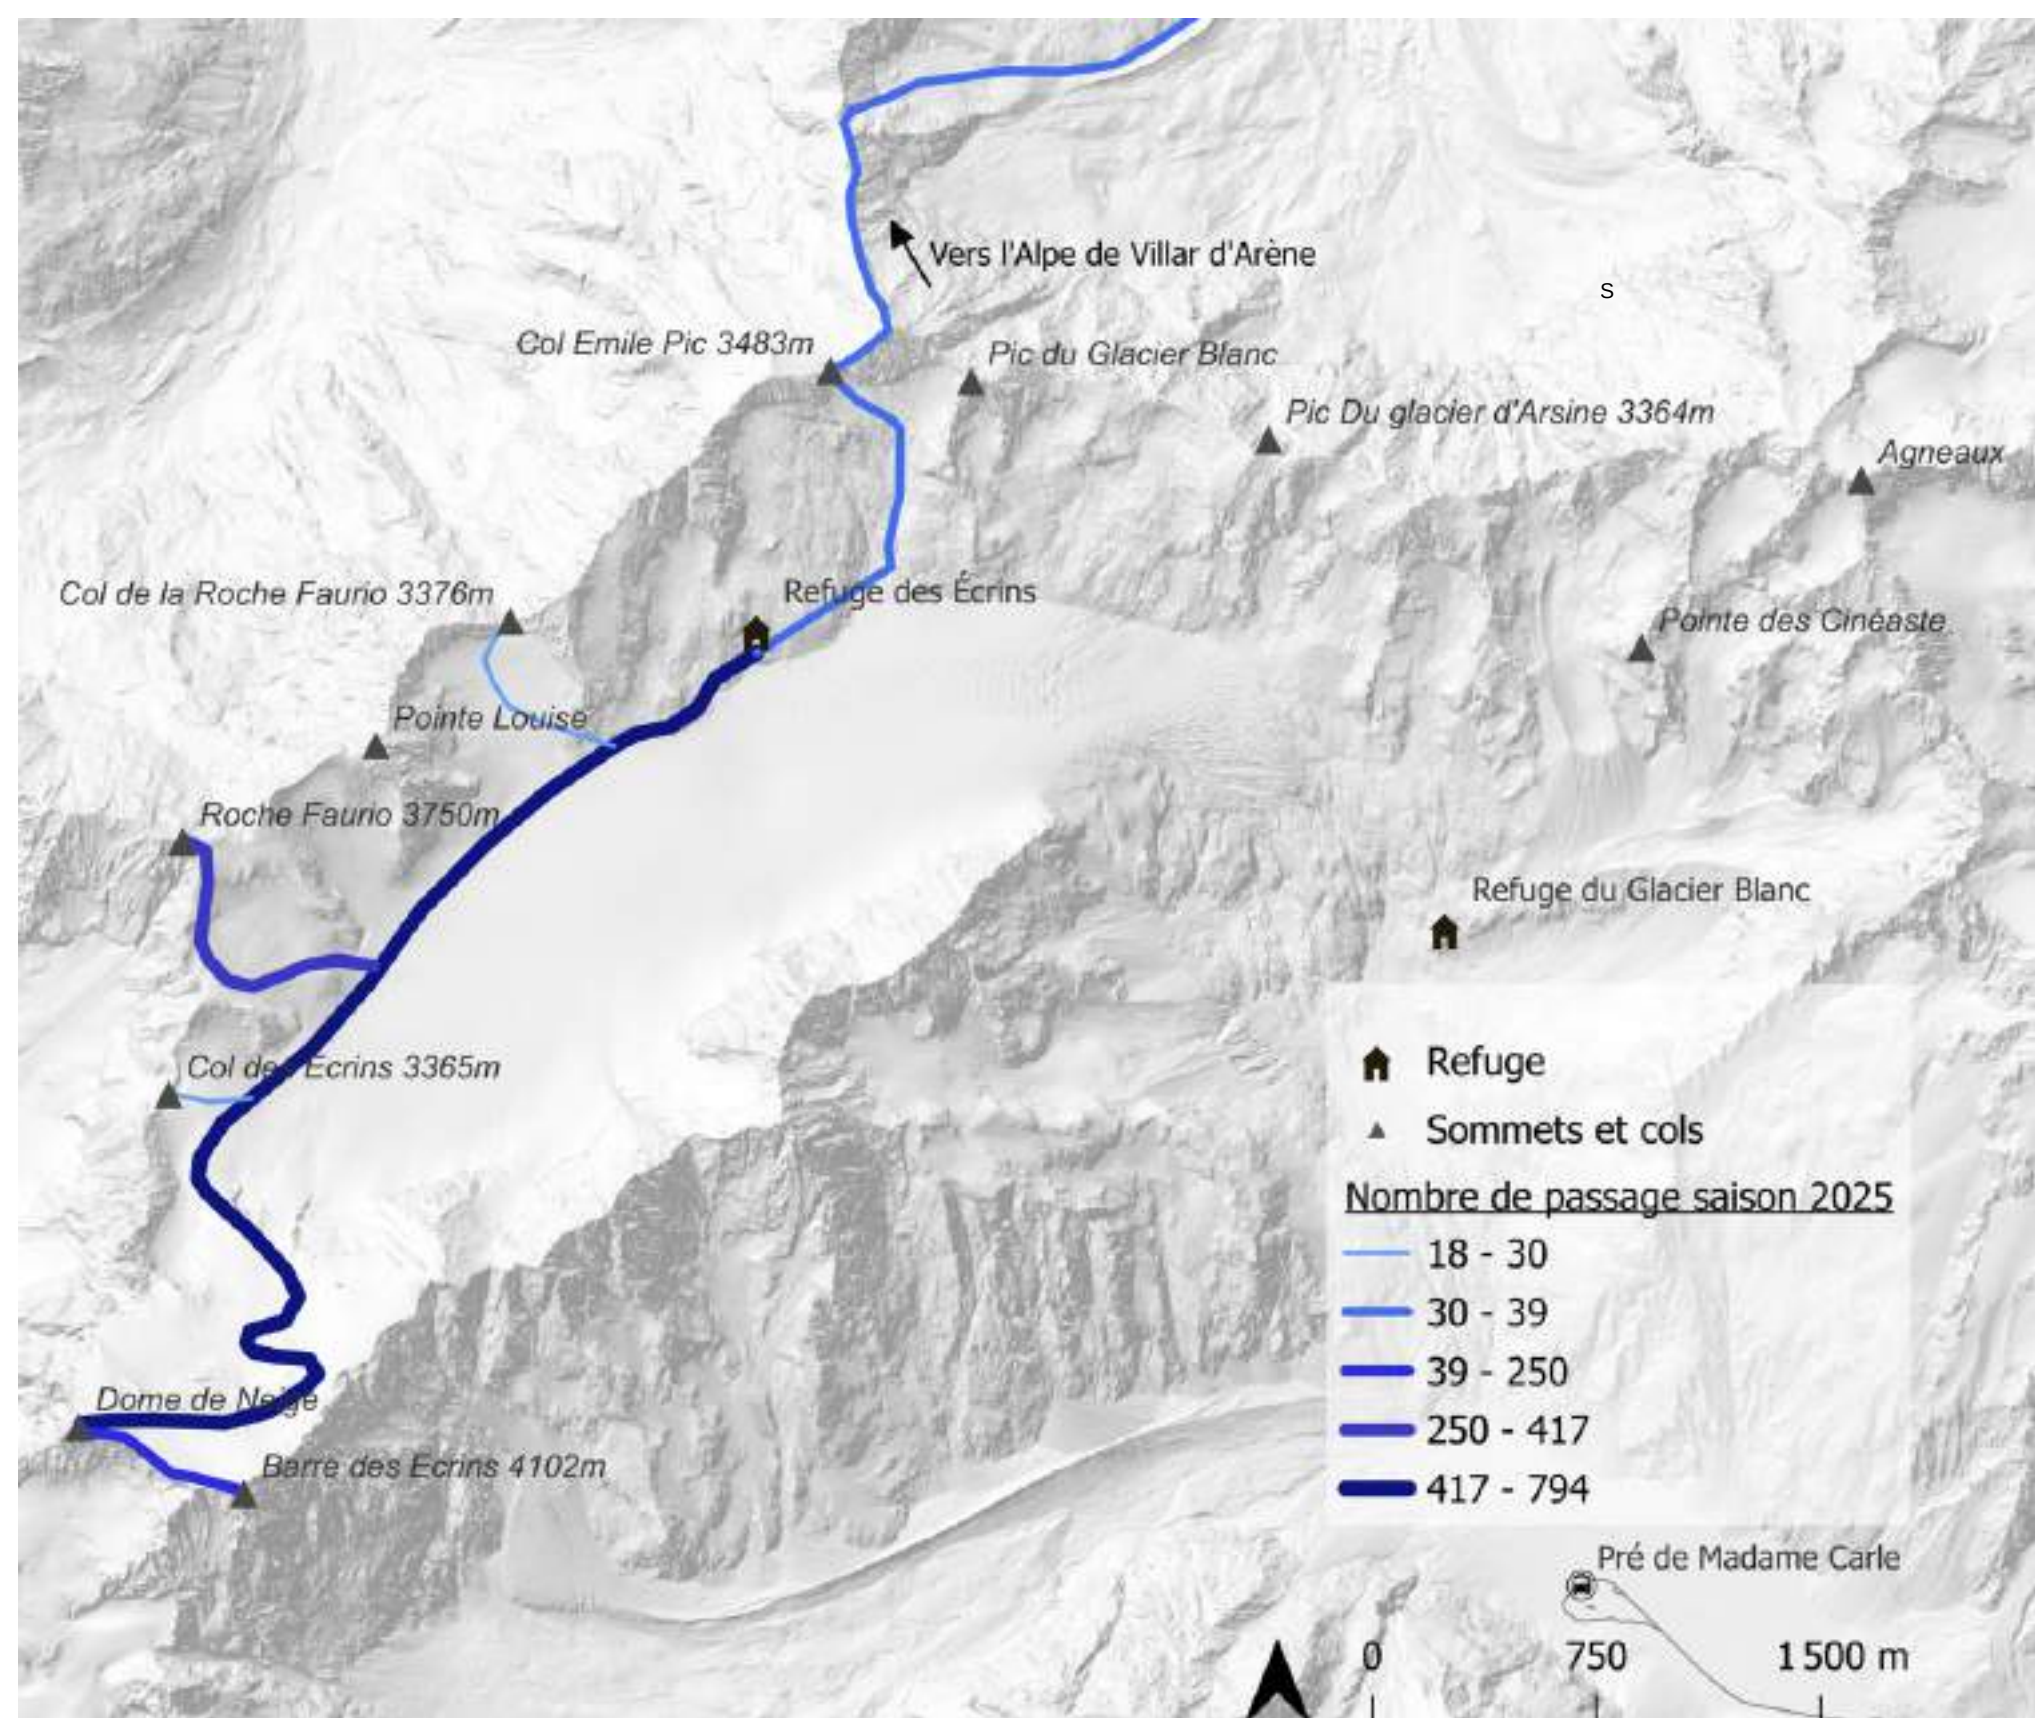 Vers l'Alpe de Villar d'Arène
S
Col Emile Pic 3483m
Pic du Glacier Blanc
Pic Du glacier d'Arsine 3364m
Agneaux
Col de la Roche Faurio 3376m
Refuge des Écrins
Pointe des Cinéaste
Pointe Louise
Roche Faurio 3750m
Refuge du Glacier Blanc
Col des Ecrins 3365m
Refuge
Sommets et cols
Nombre de passage saison 2025
18 - 30
30 - 39
39 - 250
250 - 417
417 - 794
Dome de Neige
Barre des Ecrins 4102m
Pré de Madame Carle
0 750 1 500 m